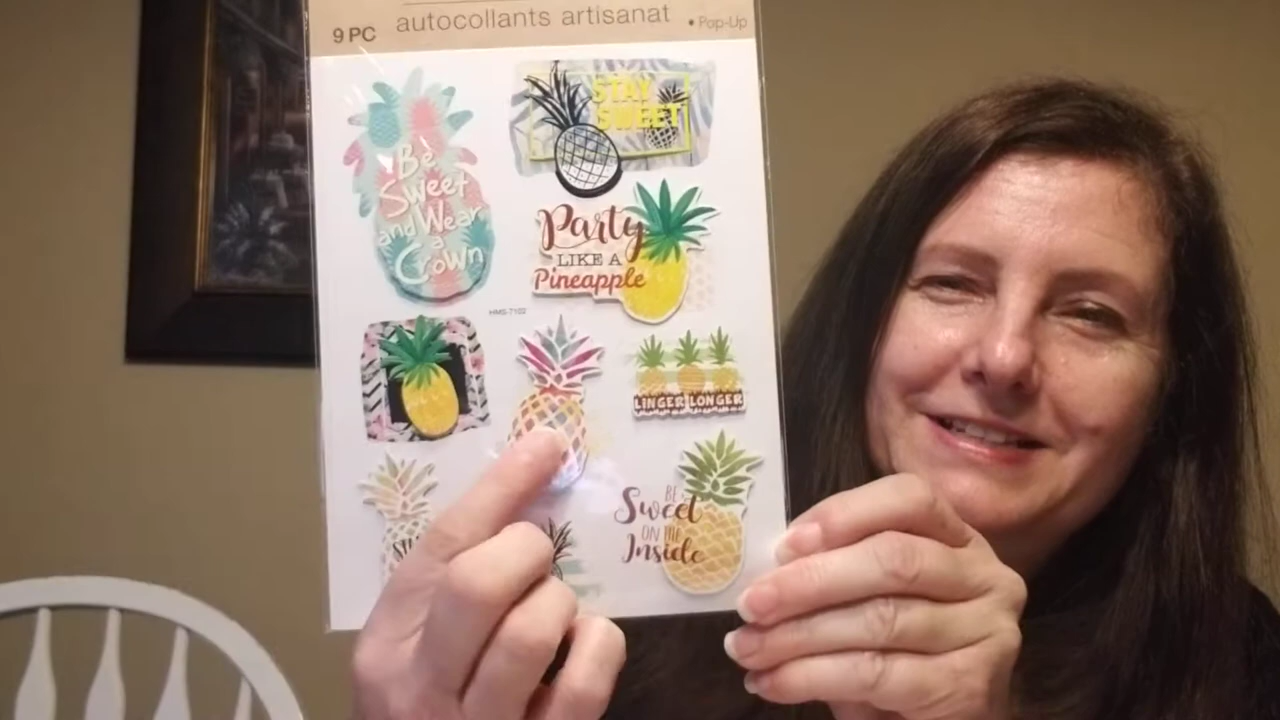 autocollants artisanat
9 PC
• Pop-Up
Be
Sweet
and Wear
a
Crown
STAY
SWEET
Party
LIKE A
Pineapple
HMS-7102
LINGER LONGER
BE
Sweet
ON THE
Inside